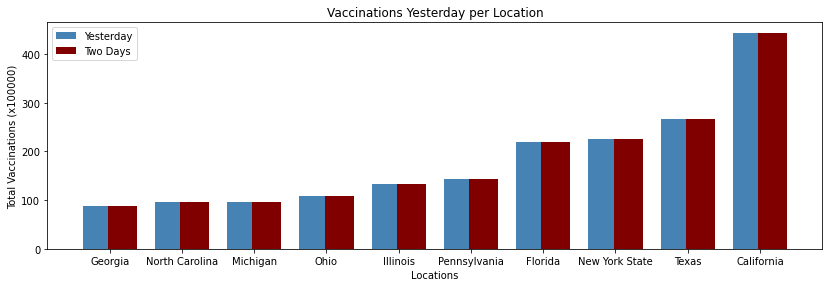 Vaccinations Yesterday per Location
Yesterday
Two Days
Total Vaccinations (x100000)
400
300
200
100
0
Georgia North Carolina Michigan Ohio Illinois Pennsylvania Florida New York State Texas California
Locations